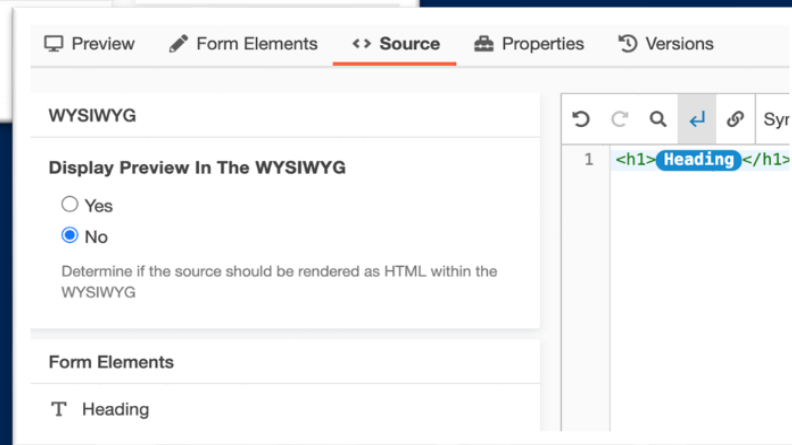 Preview Form Elements <> Source Properties Versions
WYSIWYG
Display Preview In The WYSIWYG
Yes
No
Determine if the source should be rendered as HTML within the
WYSIWYG
Form Elements
T Heading
1 <h1>Heading</h1>